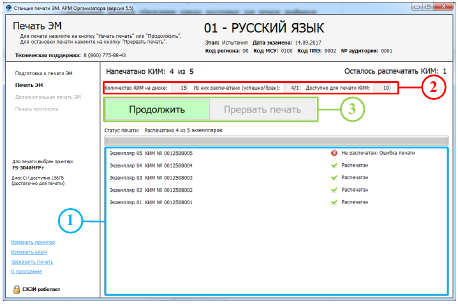 Станция печати ЭМ. АРМ Организатора (версия 5.5)
Печать ЭМ
Для печати нажмите на кнопку "Начать печать" или "Продолжить".
Для остановки печати нажмите на кнопку "Прервать печать".
Техническая поддержка: 8 (800) 775-88-43
01 - РУССКИЙ ЯЗЫК
Этап: Испытания Дата экзамена: 14.09.2017
Код региона: 90 Код МСУ: 0100 Код ППЭ: 9002 № аудитории: 0001
Подготовка к печати ЭМ
Печать ЭМ
Дополнительная печать ЭМ
Печать протокола
Для печати выбран принтер:
Диск C:\ доступно 156Гб
(достаточно для печати)
Изменить принтер
Изменить ключ
Завершить печать
О программе
СКЗИ работает
Напечатано КИМ: 4 из 5
Осталось распечатать КИМ: 1
Количество КИМ на диске: 15 Из них распечатано (успешно/брак): 4/1 Доступно для печати КИМ: 10
2
Продолжить
Прервать печать
3
Статус печати: Распечатано 4 из 5 экземпляров
Экземпляр 05 КИМ № 0012508005 Не распечатан: Ошибка печати
Экземпляр 04 КИМ № 0012508004 Распечатан
Экземпляр 03 КИМ № 0012508003 Распечатан
Экземпляр 02 КИМ № 0012508002 Распечатан
Экземпляр 01 КИМ № 0012508001 Распечатан
1